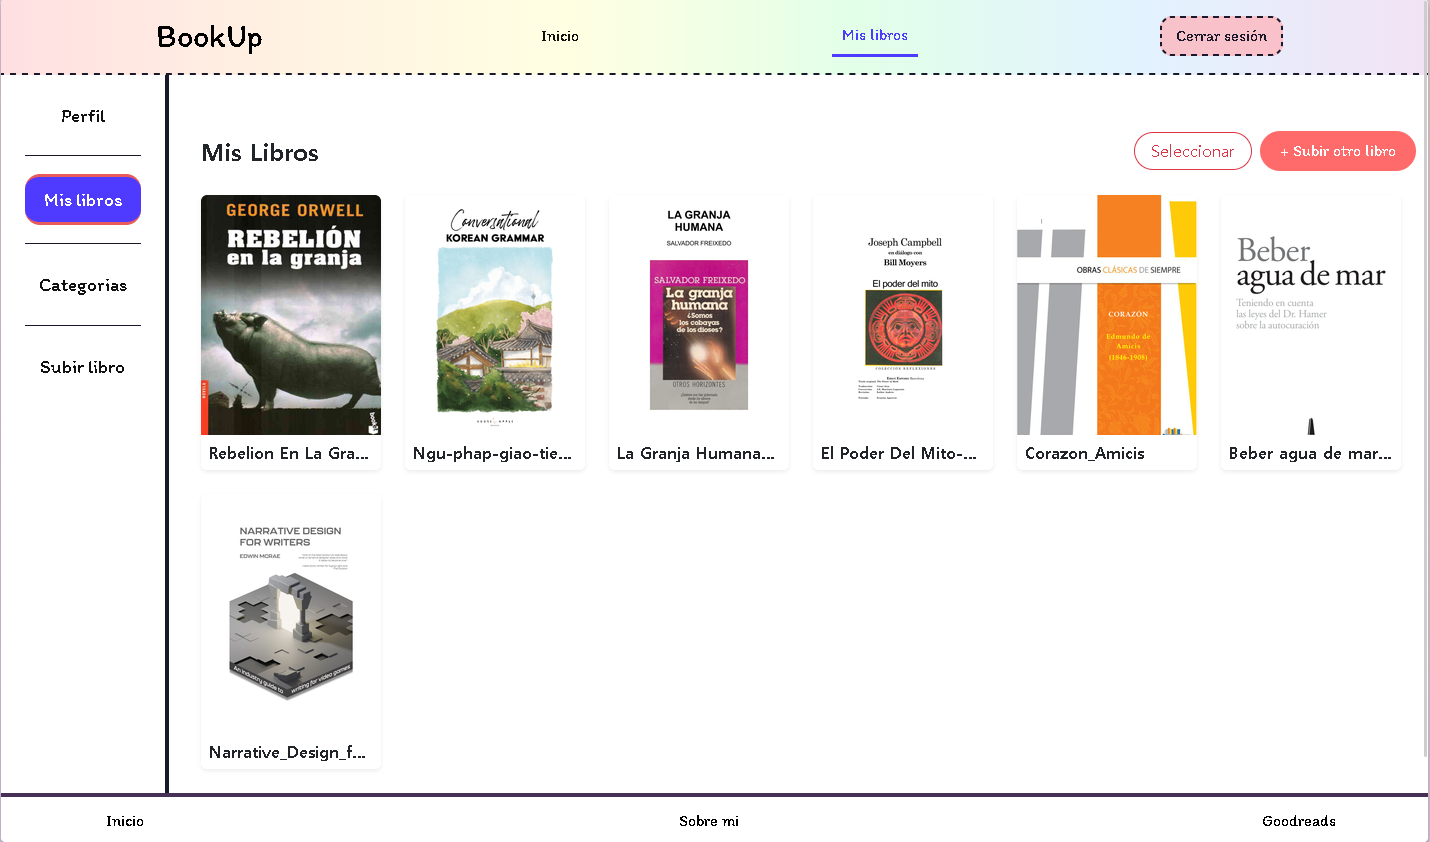 BookUp
Inicio
Mis libros
Cerrar sesión
Perfil
Mis libros
Categorias
Subir libro
Mis Libros
Seleccionar
+ Subir otro libro
GEORGE ORWELL
REBELIÓN
en la granja
Rebelion En La Gra...
Conversational
KOREAN GRAMMAR
Ngu-phap-giao-tie...
LA GRANJA
HUMANA
SALVADOR FREIXEDO
SALVADOR FREIXEDO
La granja
humana
¿Somos
los cobayas
de los dioses?
OTROS HORIZONTES
La Granja Humana...
Joseph Campbell
en diálogo con
Bill Moyers
El poder del mito
COLECCIÓN REFLEXIONES
El Poder Del Mito-...
OBRAS CLÁSICAS DE SIEMPRE
CORAZÓN
Edmundo de
Amicis
(1846-1908)
Corazon_Amicis
Beber
agua de mar
Teniendo en cuenta
las leyes del Dr. Hamer
sobre la autocuración
Beber agua de mar...
NARRATIVE DESIGN
FOR WRITERS
EDWIN MCRAE
An industry guide to writing for video games
Narrative_Design_f...
Inicio
Sobre mi
Goodreads